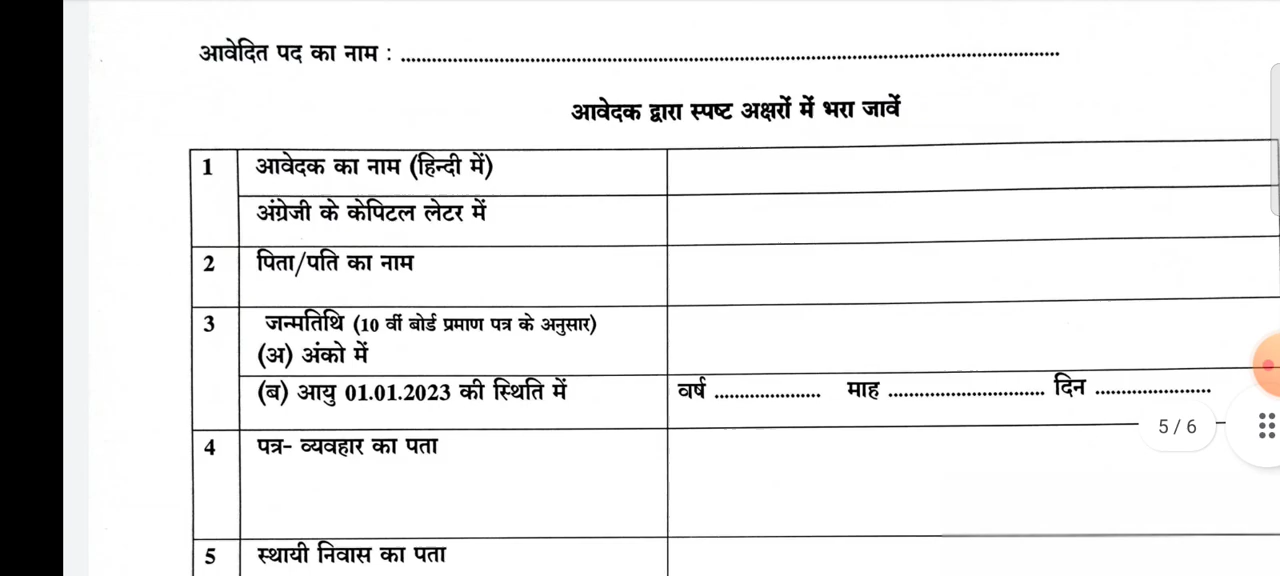 आवेदित पद का नाम : ........................................................................................................
आवेदक द्वारा स्पष्ट अक्षरों में भरा जावें
1 आवेदक का नाम (हिन्दी में)
अंग्रेजी के केपिटल लेटर में
2 पिता/पति का नाम
3 जन्मतिथि (10 वीं बोर्ड प्रमाण पत्र के अनुसार)
(अ) अंको में
(ब) आयु 01.01.2023 की स्थिति में वर्ष ..................... माह ............................ दिन .....................
5 / 6
4 पत्र- व्यवहार का पता
5 स्थायी निवास का पता